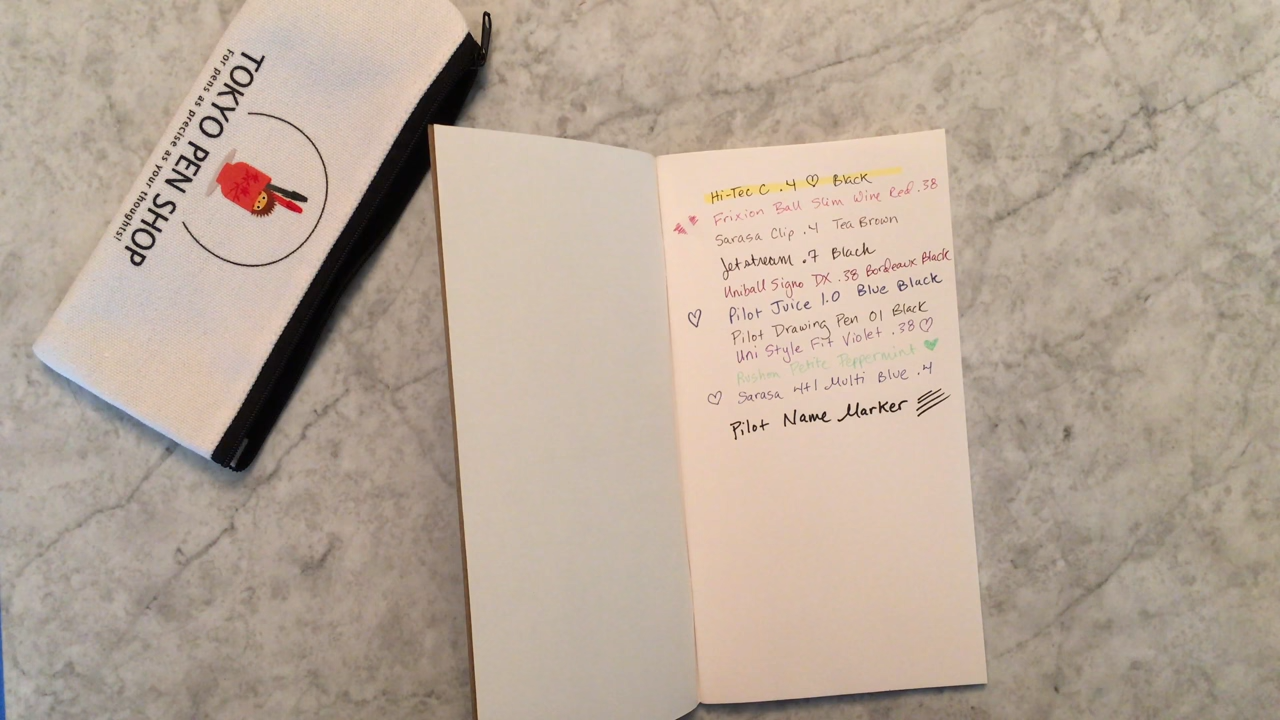 TOKYO PEN SHOP
For pens as precise as your thoughts!
Hi-Tec C .4 ♡ Black
Frixion Ball Slim Wine Red .38
Sarasa Clip .4 Tea Brown
Jetstream .7 Black
Uniball Signo DX .38 Bordeaux Black
Pilot Juice 1.0 Blue Black
Pilot Drawing Pen 01 Black
Uni Style Fit Violet .38 ♡
Rushon Petite Peppermint ♥
Sarasa 4+1 Multi Blue .4
Pilot Name Marker